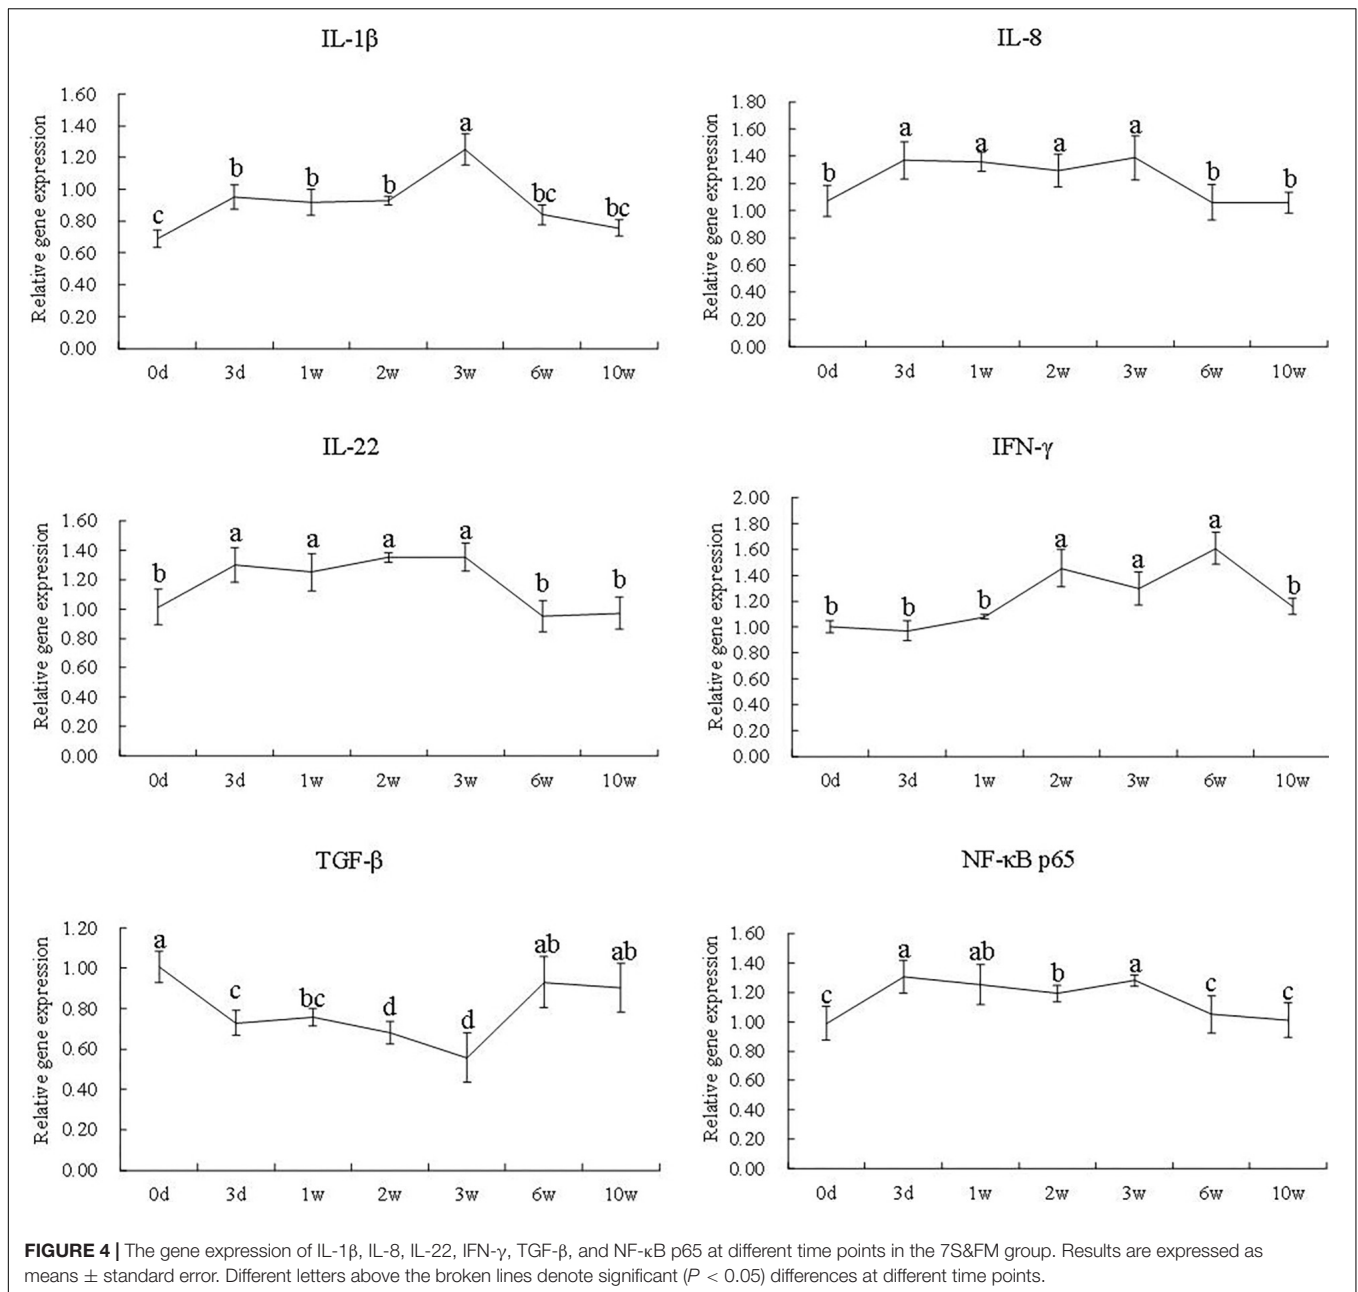 IL-1β
Relative gene expression
1.60
1.40
1.20
1.00
0.80
0.60
0.40
0.20
0.00
c
b
b
b
a
bc
bc
0d 3d 1w 2w 3w 6w 10w
IL-8
Relative gene expression
1.80
1.60
1.40
1.20
1.00
0.80
0.60
0.40
0.20
0.00
b
a
a
a
a
b
b
0d 3d 1w 2w 3w 6w 10w
IL-22
Relative gene expression
1.60
1.40
1.20
1.00
0.80
0.60
0.40
0.20
0.00
b
a
a
a
a
b
b
0d 3d 1w 2w 3w 6w 10w
IFN-γ
Relative gene expression
2.00
1.80
1.60
1.40
1.20
1.00
0.80
0.60
0.40
0.20
0.00
b
b
b
a
a
a
b
0d 3d 1w 2w 3w 6w 10w
TGF-β
Relative gene expression
1.20
1.00
0.80
0.60
0.40
0.20
0.00
a
c
bc
d
d
ab
ab
0d 3d 1w 2w 3w 6w 10w
NF-κB p65
Relative gene expression
1.60
1.40
1.20
1.00
0.80
0.60
0.40
0.20
0.00
c
a
ab
b
a
c
c
0d 3d 1w 2w 3w 6w 10w
FIGURE 4 | The gene expression of IL-1β, IL-8, IL-22, IFN-γ, TGF-β, and NF-κB p65 at different time points in the 7S&FM group. Results are expressed as
means ± standard error. Different letters above the broken lines denote significant (P < 0.05) differences at different time points.